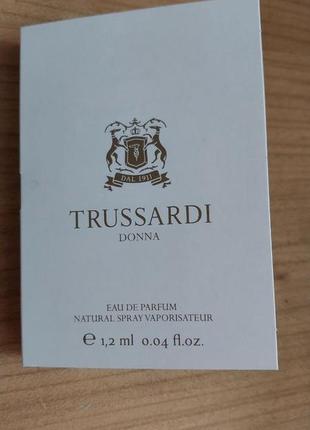 DAL 1911
TRUSSARDI
DONNA
EAU DE PARFUM
NATURAL SPRAY VAPORISATEUR
℮ 1,2 ml 0.04 fl.oz.